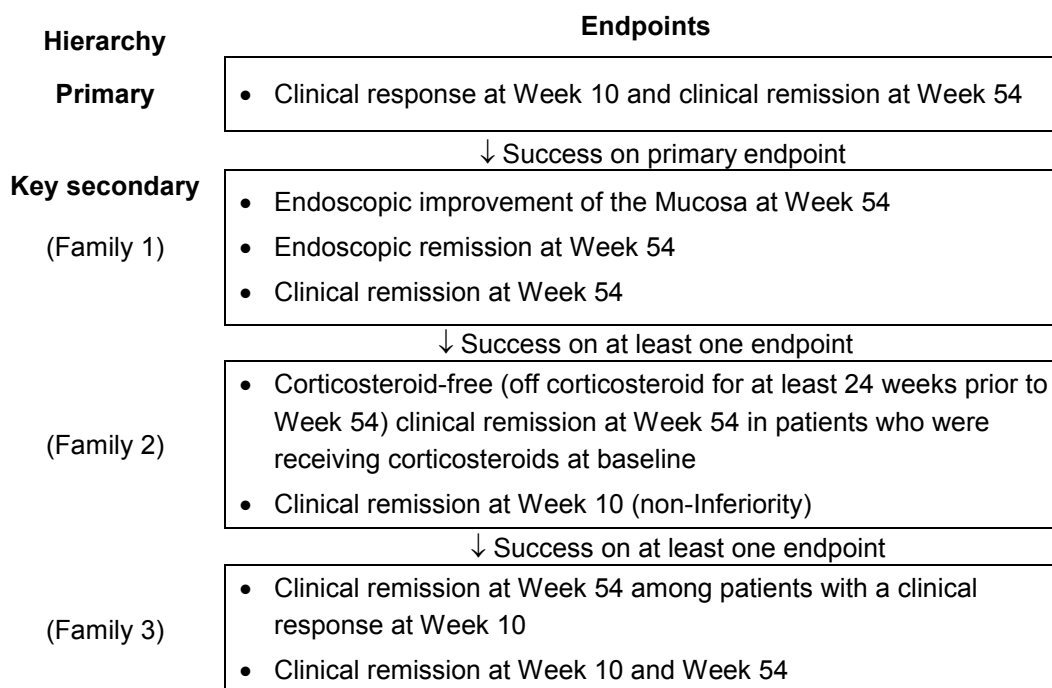 Hierarchy
Endpoints
Primary
• Clinical response at Week 10 and clinical remission at Week 54
↓ Success on primary endpoint
Key secondary
(Family 1)
• Endoscopic improvement of the Mucosa at Week 54
• Endoscopic remission at Week 54
• Clinical remission at Week 54
↓ Success on at least one endpoint
(Family 2)
• Corticosteroid-free (off corticosteroid for at least 24 weeks prior to
Week 54) clinical remission at Week 54 in patients who were
receiving corticosteroids at baseline
• Clinical remission at Week 10 (non-Inferiority)
↓ Success on at least one endpoint
(Family 3)
• Clinical remission at Week 54 among patients with a clinical
response at Week 10
• Clinical remission at Week 10 and Week 54